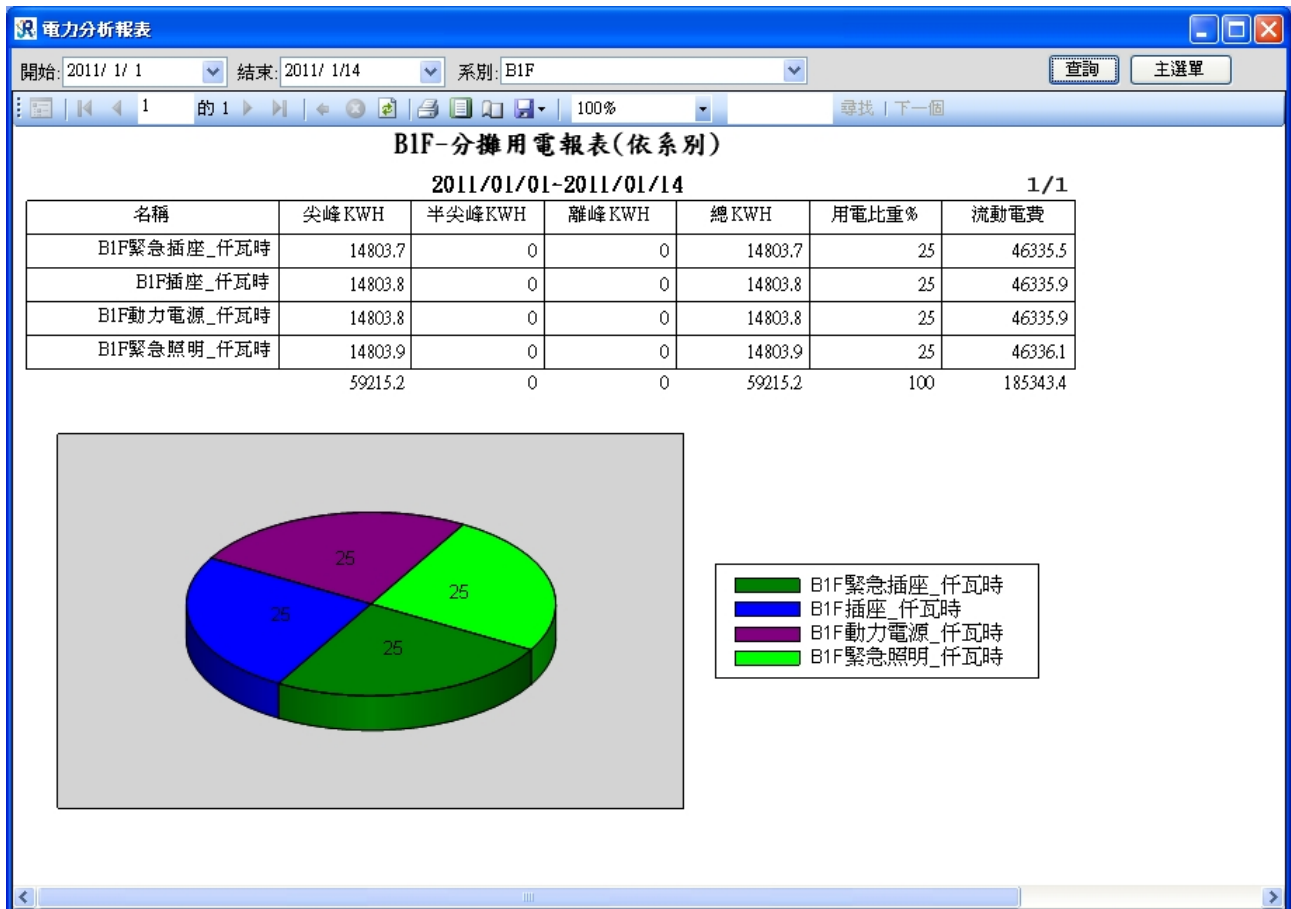 電力分析報表
開始: 2011/ 1/ 1 結束: 2011/ 1/14 系別: B1F 查詢 主選單
1 的 1 100% 尋找 | 下一個
B1F-分攤用電報表(依系別)
2011/01/01~2011/01/14 1/1
名稱 尖峰KWH 半尖峰KWH 離峰KWH 總KWH 用電比重% 流動電費
B1F緊急插座_仟瓦時 14803.7 0 0 14803.7 25 46335.5
B1F插座_仟瓦時 14803.8 0 0 14803.8 25 46335.9
B1F動力電源_仟瓦時 14803.8 0 0 14803.8 25 46335.9
B1F緊急照明_仟瓦時 14803.9 0 0 14803.9 25 46336.1
59215.2 0 0 59215.2 100 185343.4
25
25
25
25
B1F緊急插座_仟瓦時
B1F插座_仟瓦時
B1F動力電源_仟瓦時
B1F緊急照明_仟瓦時